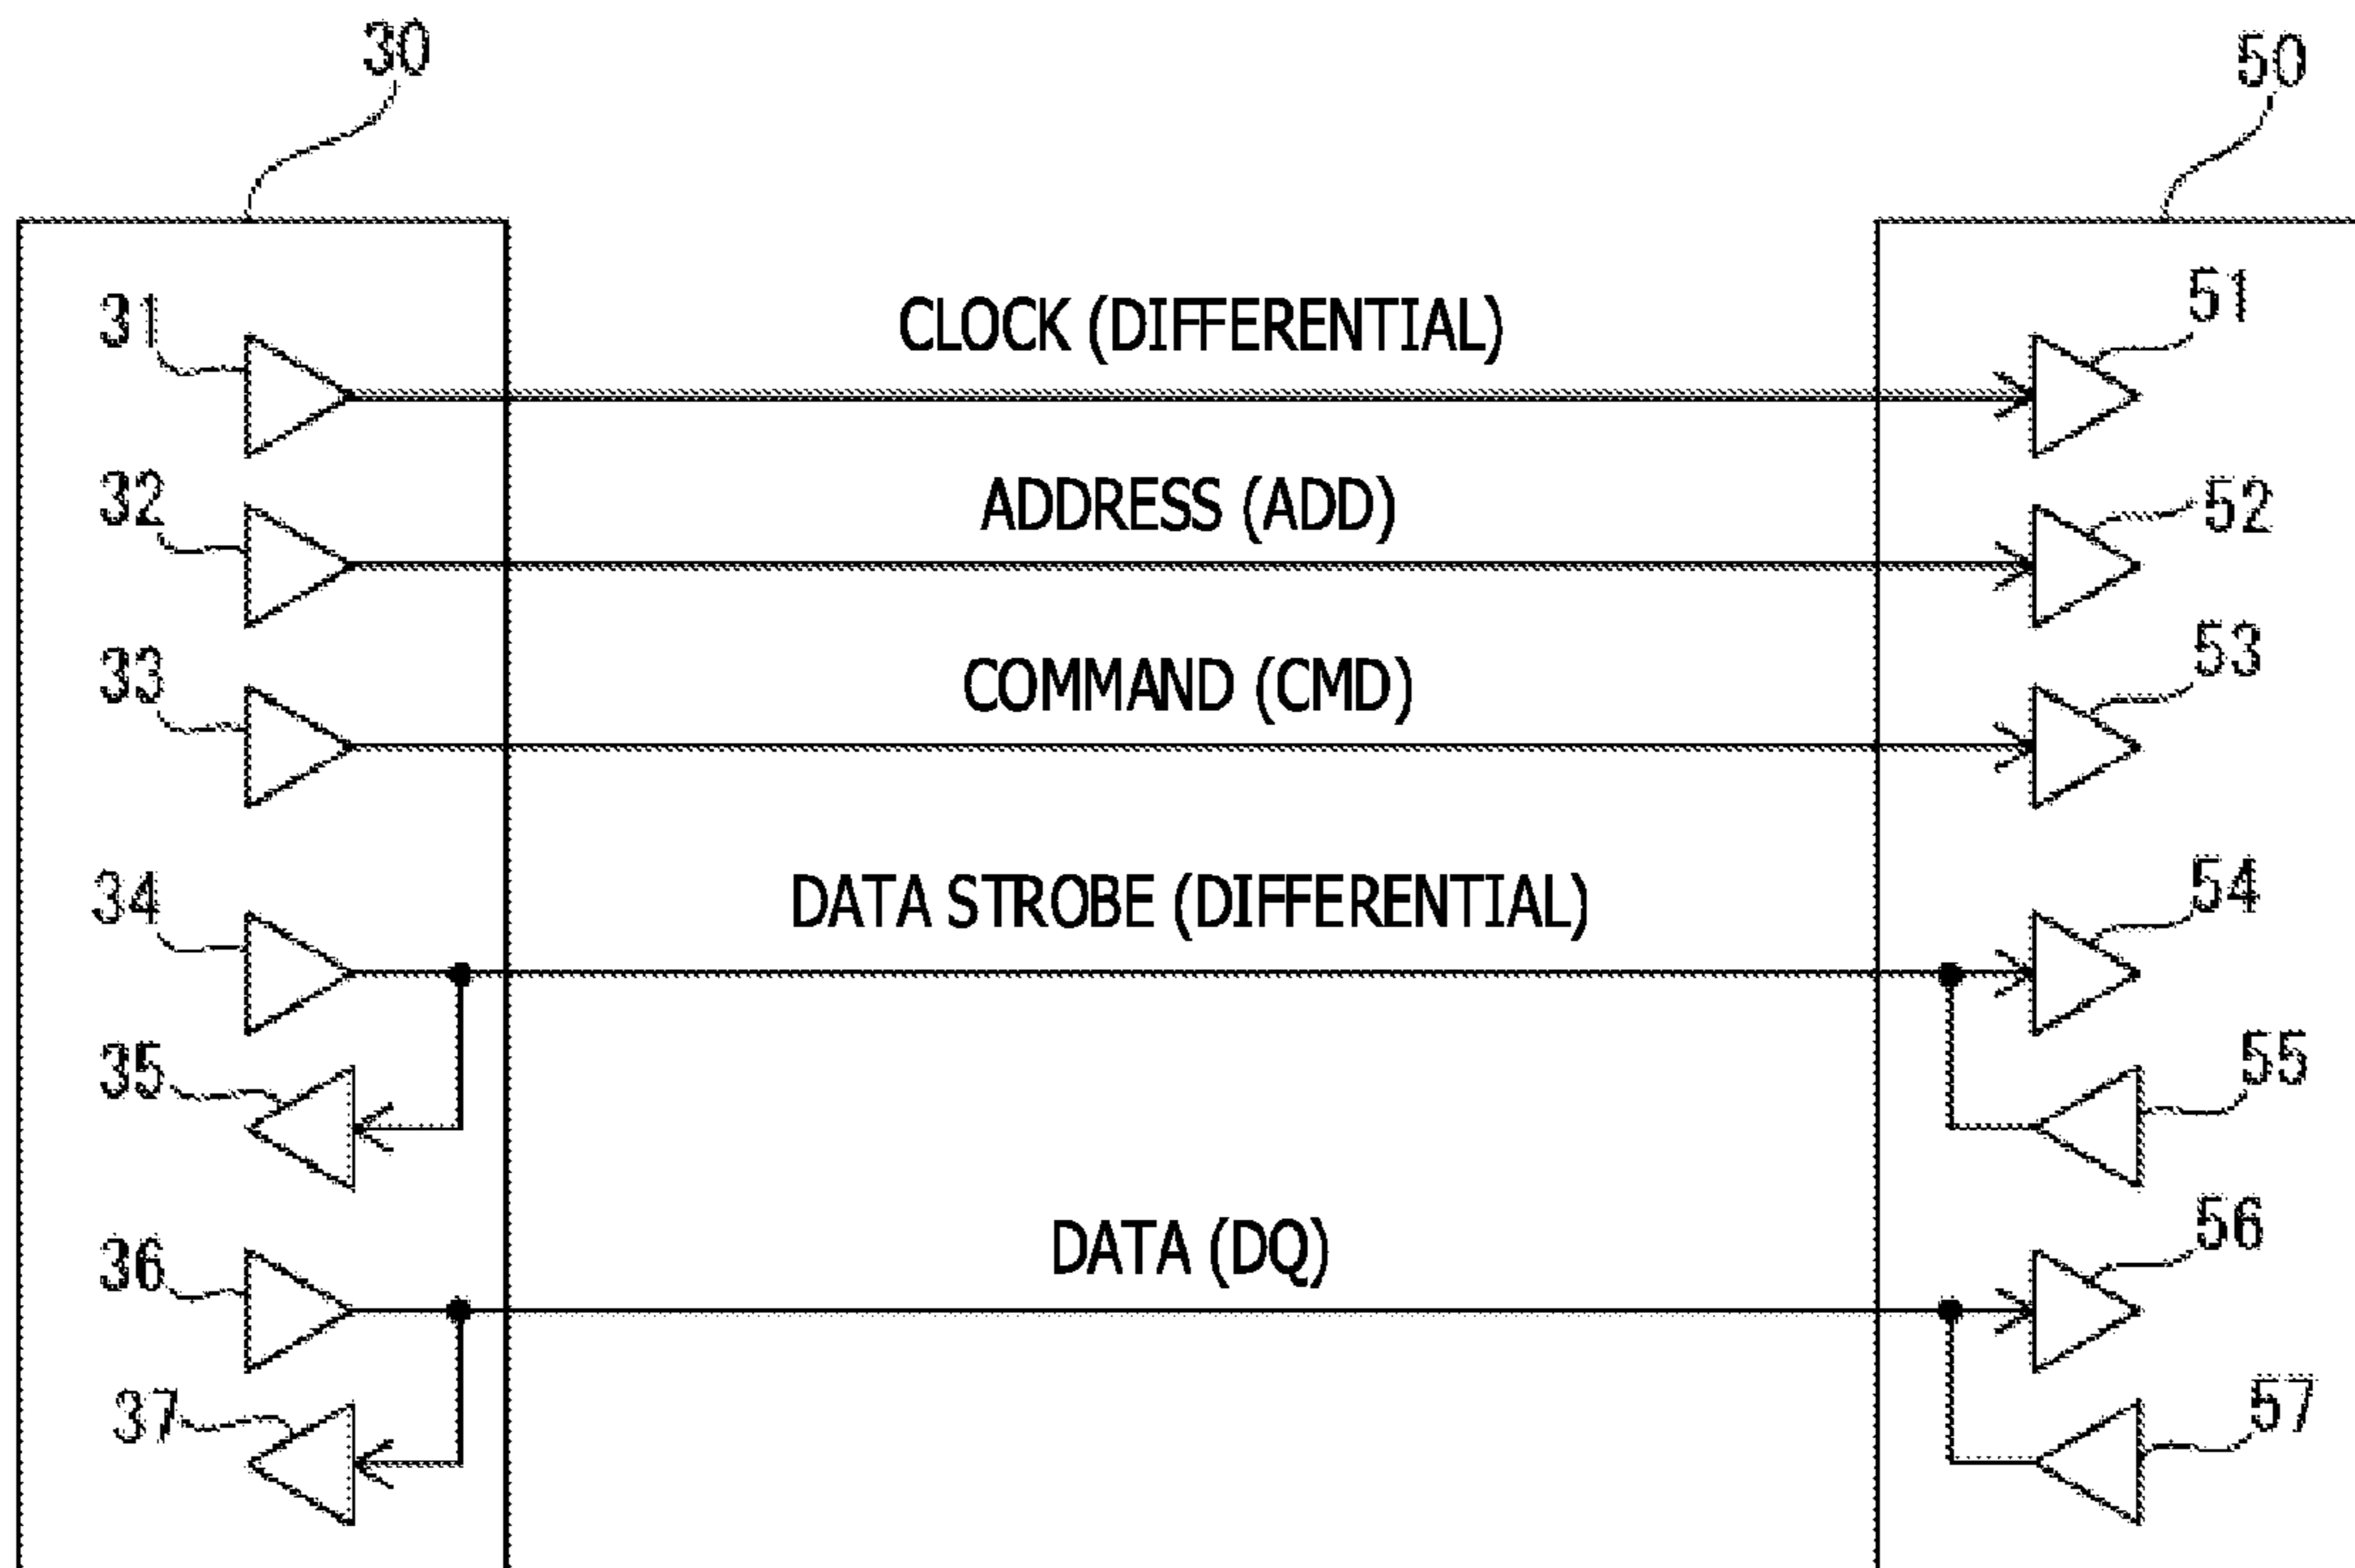 30 50
31 CLOCK (DIFFERENTIAL) 51
32 ADDRESS (ADD) 52
33 COMMAND (CMD) 53
34 DATA STROBE (DIFFERENTIAL) 54
35 55
36 DATA (DQ) 56
37 57